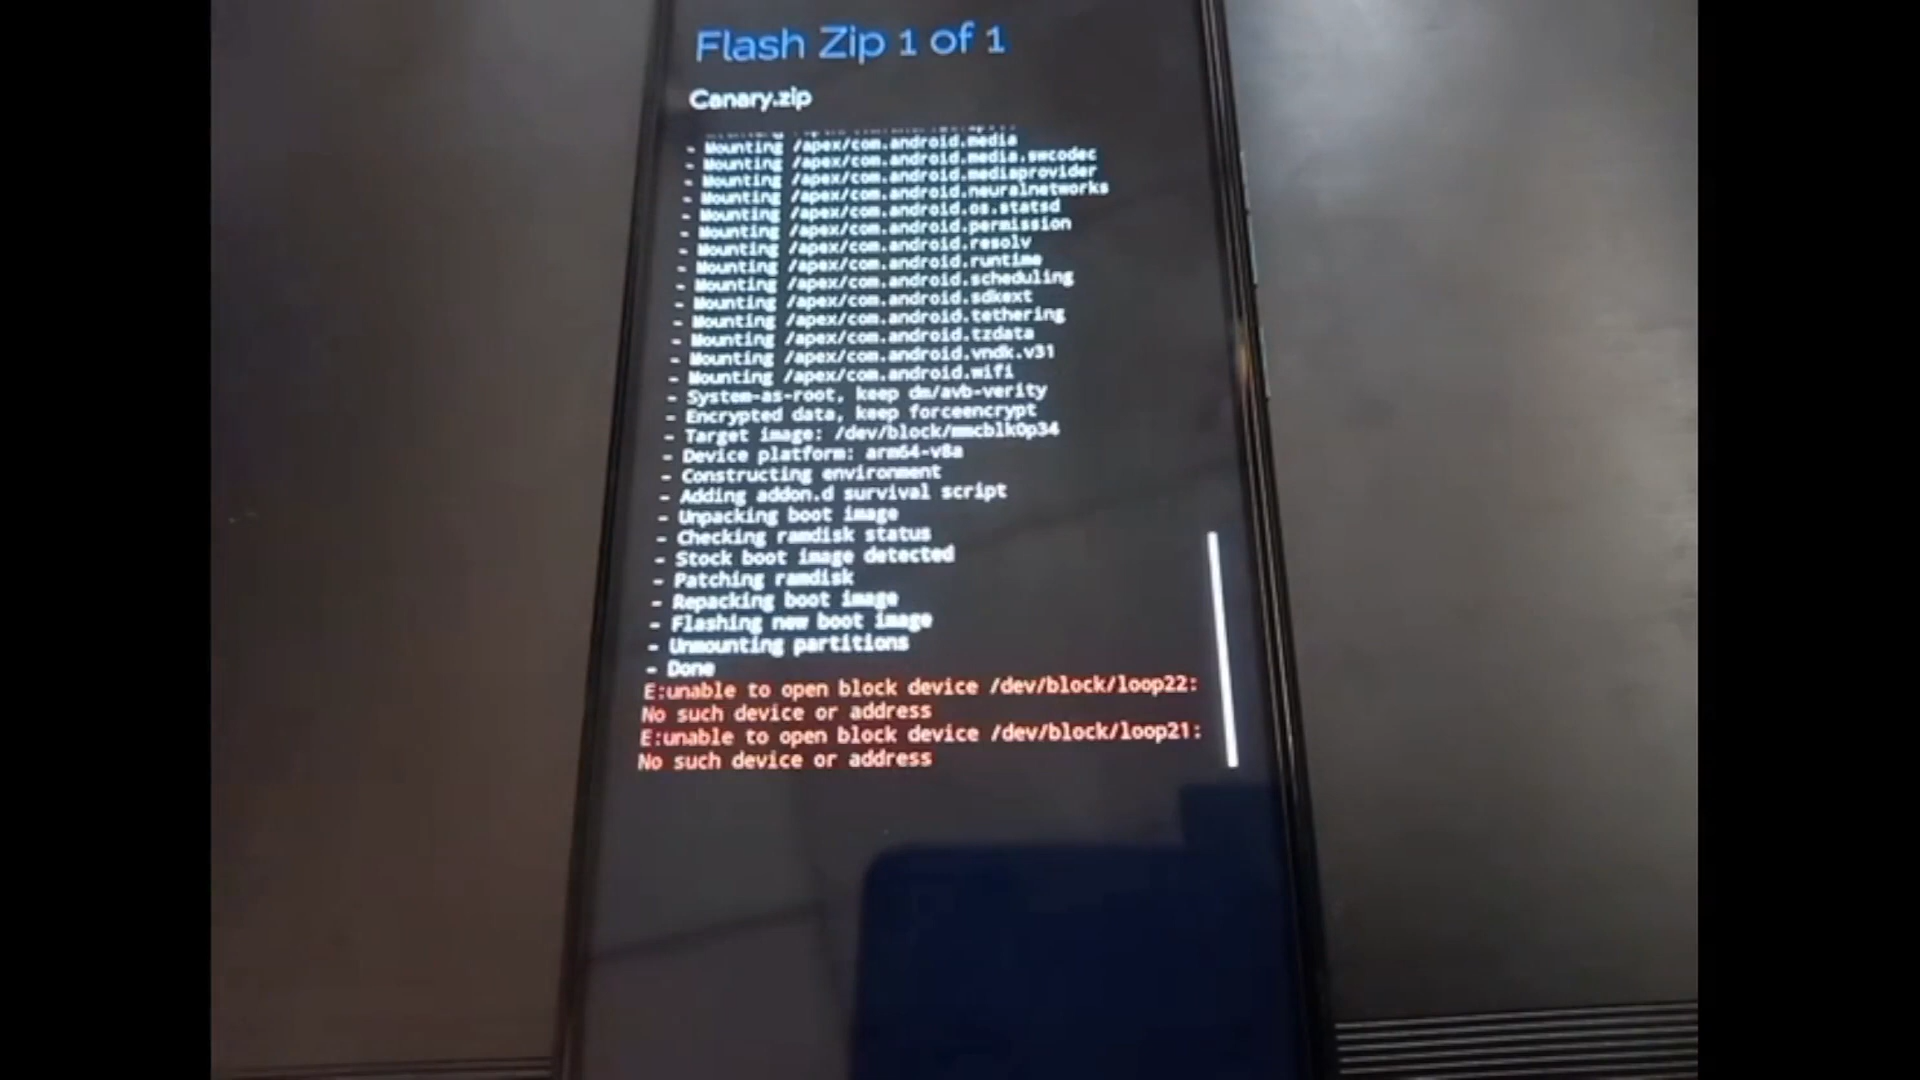 Flash Zip 1 of 1
Canary.zip
- Mounting /apex/com.android.media
- Mounting /apex/com.android.media.swcodec
- Mounting /apex/com.android.mediaprovider
- Mounting /apex/com.android.neuralnetworks
- Mounting /apex/com.android.os.statsd
- Mounting /apex/com.android.permission
- Mounting /apex/com.android.resolv
- Mounting /apex/com.android.runtime
- Mounting /apex/com.android.scheduling
- Mounting /apex/com.android.sdkext
- Mounting /apex/com.android.tethering
- Mounting /apex/com.android.tzdata
- Mounting /apex/com.android.vndk.v31
- Mounting /apex/com.android.wifi
- System-as-root, keep dm/avb-verity
- Encrypted data, keep forceencrypt
- Target image: /dev/block/mmcblk0p34
- Device platform: arm64-v8a
- Constructing environment
- Adding addon.d survival script
- Unpacking boot image
- Checking ramdisk status
- Stock boot image detected
- Patching ramdisk
- Repacking boot image
- Flashing new boot image
- Unmounting partitions
- Done
E:unable to open block device /dev/block/loop22:
No such device or address
E:unable to open block device /dev/block/loop21:
No such device or address